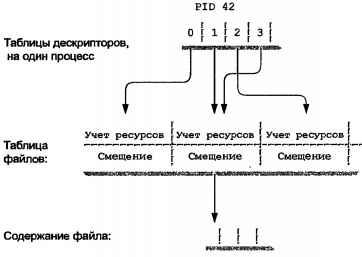 PID 42
Таблицы дескрипторов,
на один процесс
0 1 2 3
Учет ресурсов Учет ресурсов Учет ресурсов
Таблица
файлов:
Смещение Смещение Смещение
Содержание файла: